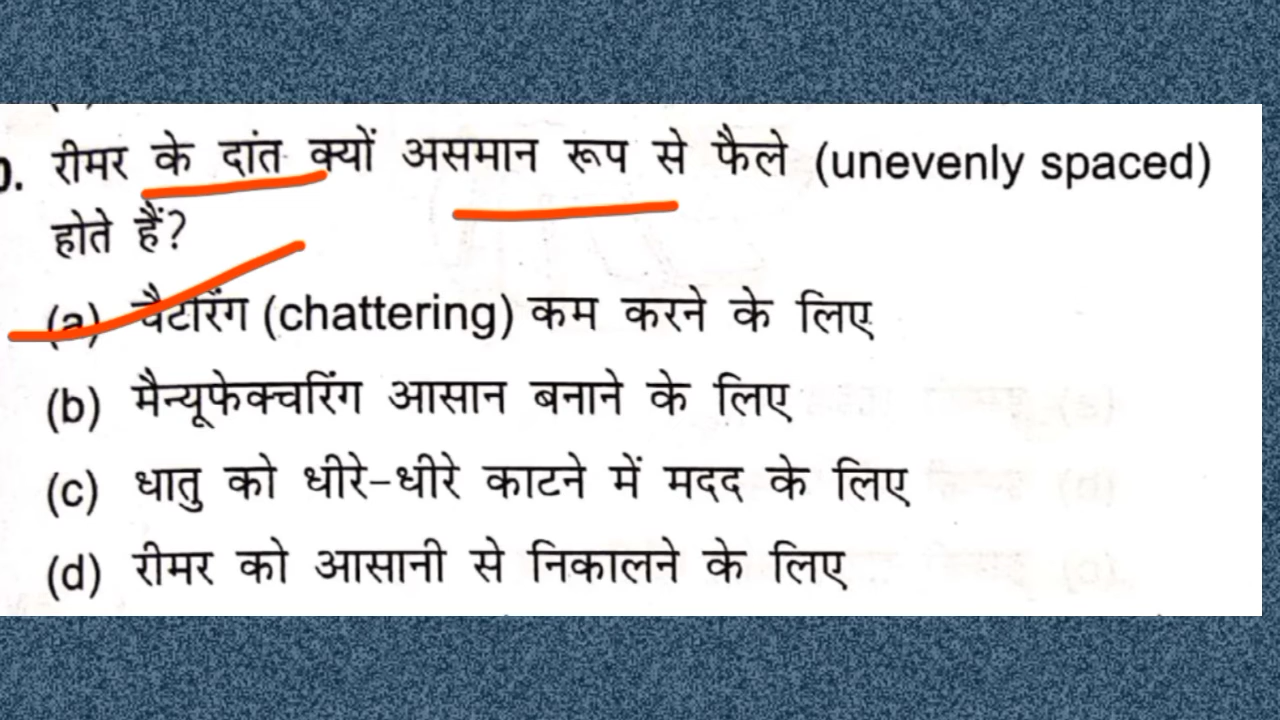 रीमर के दांत क्यों असमान रूप से फैले (unevenly spaced)
होते हैं?
(a) चैटरिंग (chattering) कम करने के लिए
(b) मैन्यूफेक्चरिंग आसान बनाने के लिए
(c) धातु को धीरे-धीरे काटने में मदद के लिए
(d) रीमर को आसानी से निकालने के लिए